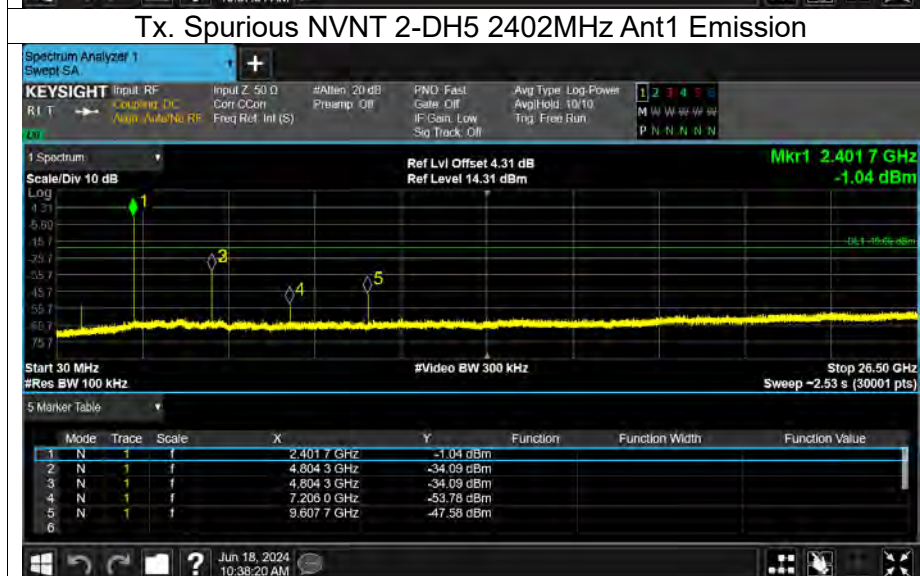 Tx. Spurious NVNT 2-DH5 2402MHz Ant1 Emission
Spectrum Analyzer 1
Swept SA
+
KEYSIGHT Input: RF Input Z: 50 Ω #Atten: 20 dB PNO: Fast Avg Type: Log-Power 1 2 3 4 5 6
R L T Coupling: DC Corr CCorr Preamp: Off Gate: Off Avg|Hold: 10/10 M W W W W W
Align: Auto/No RF Freq Ref: Int (S) IF Gain: Low Trig: Free Run
Sig Track: Off P N N N N N
1 Spectrum Ref Lvl Offset 4.31 dB Mkr1 2.401 7 GHz
Scale/Div 10 dB Ref Level 14.31 dBm -1.04 dBm
Log
4.31
1
-5.69
-15.7
-25.7
3
-35.7
-45.7
4
5
-55.7
-65.7
-75.7
Start 30 MHz #Video BW 300 kHz Stop 26.50 GHz
#Res BW 100 kHz Sweep ~2.53 s (30001 pts)
5 Marker Table
Mode Trace Scale X Y Function Function Width Function Value
1 N 1 f 2.401 7 GHz -1.04 dBm
2 N 1 f 4.804 3 GHz -34.09 dBm
3 N 1 f 4.804 3 GHz -34.09 dBm
4 N 1 f 7.206 0 GHz -53.78 dBm
5 N 1 f 9.607 7 GHz -47.58 dBm
6
? Jun 18, 2024
10:38:20 AM